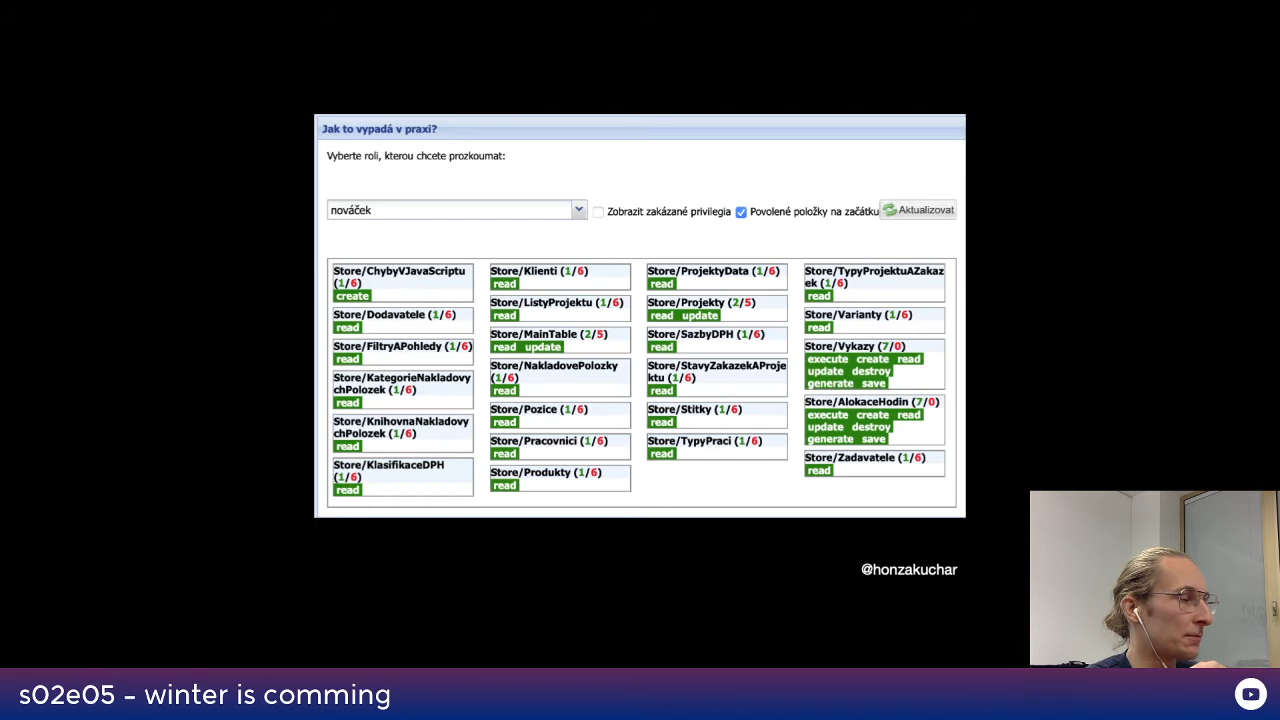 Jak to vypadá v praxi?
Vyberte roli, kterou chcete prozkoumat:
nováček
Zobrazit zakázané privilegia
Povolené položky na začátku
Aktualizovat
Store/ChybyVJavaScriptu
(1/6)
create
Store/Dodavatele (1/6)
read
Store/FiltryAPohledy (1/6)
read
Store/KategorieNakladovy
chPolozek (1/6)
read
Store/KnihovnaNakladovy
chPolozek (1/6)
read
Store/KlasifikaceDPH
(1/6)
read
Store/Klienti (1/6)
read
Store/ListyProjektu (1/6)
read
Store/MainTable (2/5)
read update
Store/NakladovePolozky
(1/6)
read
Store/Pozice (1/6)
read
Store/Pracovnici (1/6)
read
Store/Produkty (1/6)
read
Store/ProjektyData (1/6)
read
Store/Projekty (2/5)
read update
Store/SazbyDPH (1/6)
read
Store/StavyZakazekAProje
ktu (1/6)
read
Store/Stitky (1/6)
read
Store/TypyPraci (1/6)
read
Store/TypyProjektuAZakaz
ek (1/6)
read
Store/Varianty (1/6)
read
Store/Vykazy (7/0)
execute create read
update destroy
generate save
Store/AlokaceHodin (7/0)
execute create read
update destroy
generate save
Store/Zadavatele (1/6)
read
@honzakuchar
s02e05 - winter is comming